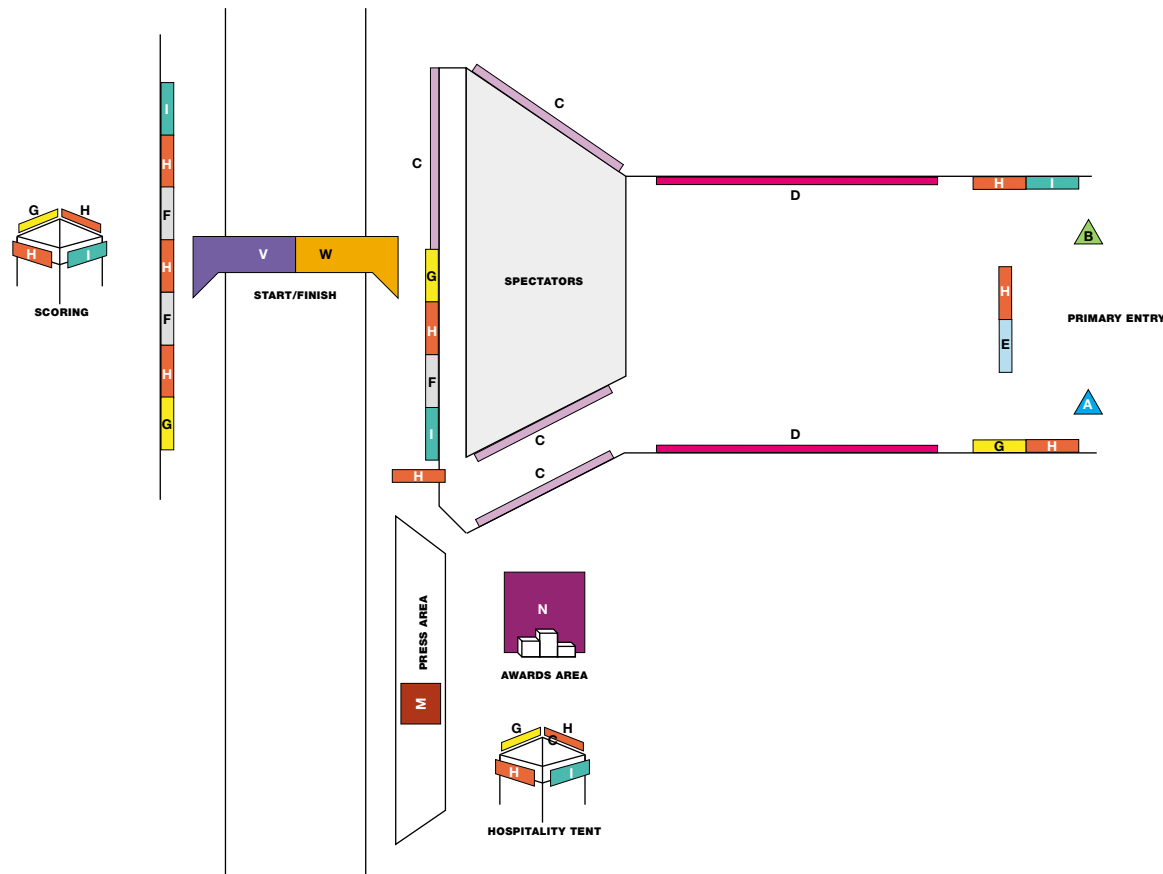 C
I
C
H
D
H
I
G
H
F
B
H
I
V
W
START/FINISH
H
G
SPECTATORS
H
SCORING
F
H
E
PRIMARY ENTRY
H
F
A
G
I
C
D
G
H
H
C
PRESS AREA
N
AWARDS AREA
M
G
H
C
H
I
HOSPITALITY TENT